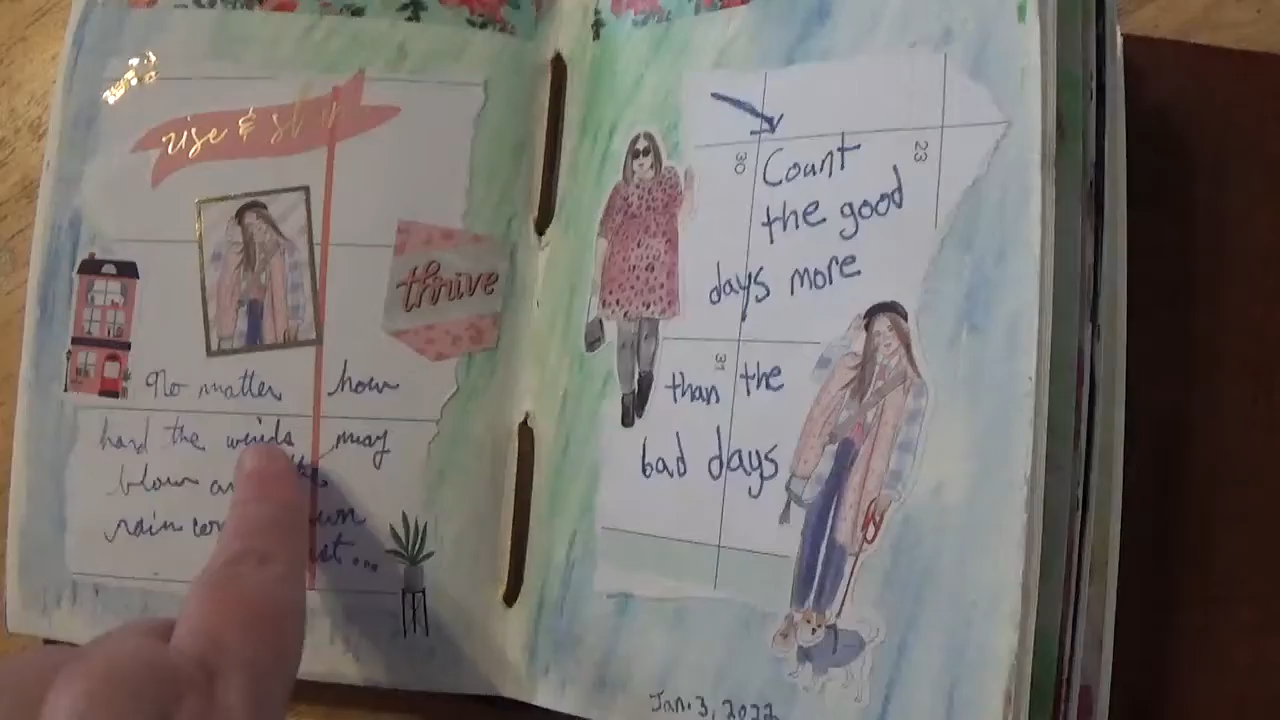 rise &
thrive
No matter how
hard the winds may
blow
rain
Count
the good
days more
than the
bad days
30
23
31
Jan. 3, 2022